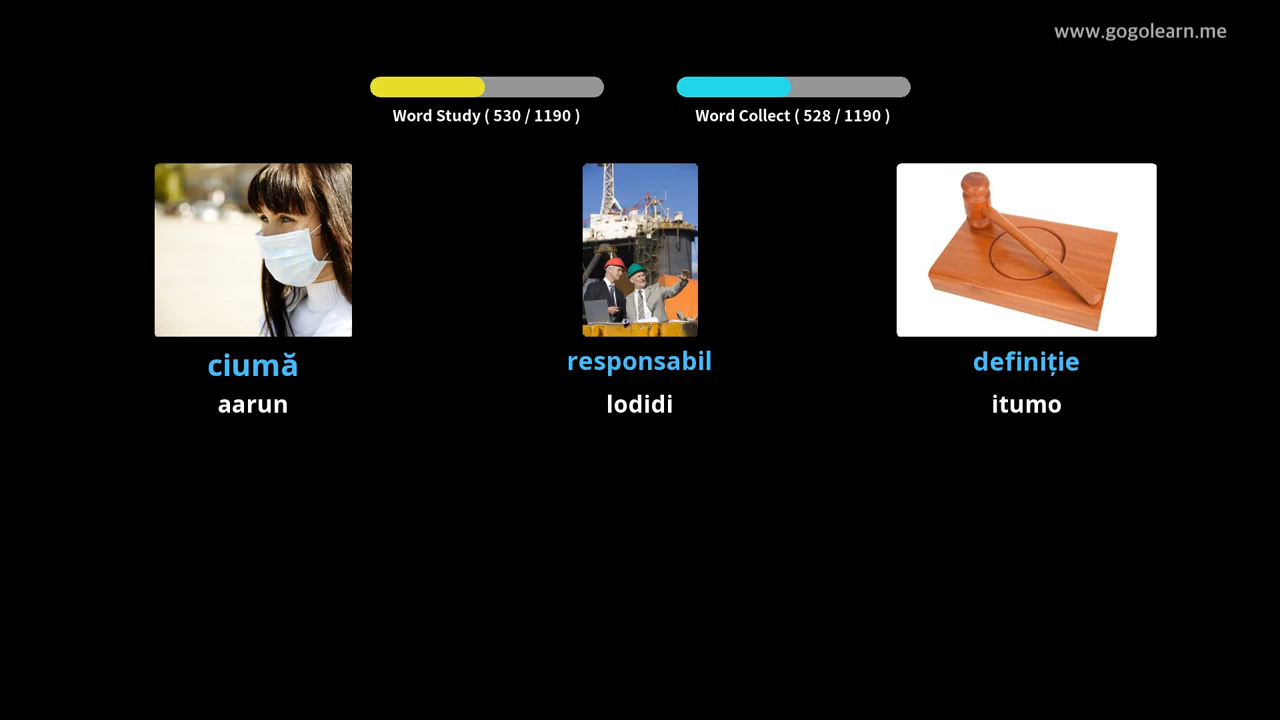 www.gogolearn.me
Word Study ( 530 / 1190 )
Word Collect ( 528 / 1190 )
ciumă
responsabil
definiție
aarun
lodidi
itumo